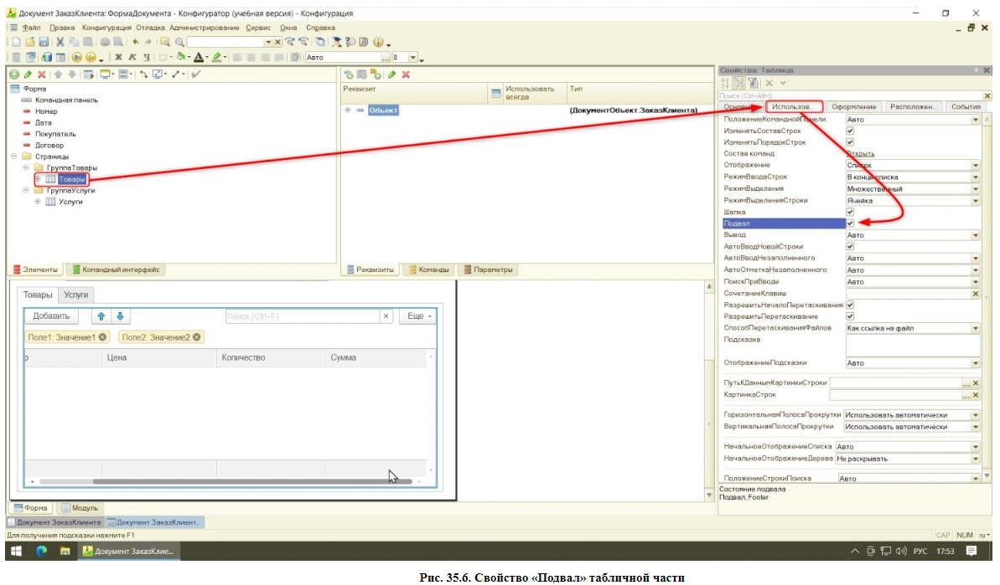 Документ ЗаказКлиента: ФормаДокумента - Конфигуратор (учебная версия) - Конфигурация
Файл Правка Конфигурация Отладка Администрирование Сервис Окна Справка
Ж К Ч Авто 8
Форма
Командная панель
Номер
Дата
Покупатель
Договор
Страницы
ГруппаТовары
Товары
ГруппаУслуги
Услуги
Элементы Командный интерфейс
Реквизит Использовать всегда Тип
Объект (ДокументОбъект.ЗаказКлиента)
Реквизиты Команды Параметры
Товары Услуги
Добавить Поиск (Ctrl+F) × Еще
Поле1: Значение1 Поле2: Значение2
Цена Количество Сумма
Форма Модуль
Документ ЗаказКлиента Документ ЗаказКлиент..
Для получения подсказки нажмите F1
CAP NUM ru
Свойства: Таблица
Поиск (Ctrl+Alt+I)
Использов... Оформление Расположен... События
ПоложениеКоманднойПанели Авто
ИзменятьСоставСтрок
ИзменятьПорядокСтрок
Состав команд Открыть
Отображение Список
РежимВводаСтрок В конце списка
РежимВыделения Множественный
РежимВыделенияСтроки Ячейка
Шапка
Подвал
Вывод Авто
АвтоВводНовойСтроки
АвтоВводНезаполненного Авто
АвтоОтметкаНезаполненного Авто
ПоискПриВводе Авто
СочетаниеКлавиш
РазрешитьНачалоПеретаскивания
РазрешитьПеретаскивание
СпособПеретаскиванияФайлов Как ссылка на файл
Подсказка
ОтображениеПодсказки Авто
ПутьКДаннымКартинкиСтроки
КартинкаСтрок
ГоризонтальнаяПолосаПрокрутки Использовать автоматически
ВертикальнаяПолосаПрокрутки Использовать автоматически
НачальноеОтображениеСписка Авто
НачальноеОтображениеДерева Не раскрывать
ПоложениеСтрокиПоиска Авто
Состояние подвала
Подвал, Footer
Документ ЗаказКлие...
РУС 17:53
Рис. 35.6. Свойство «Подвал» табличной части